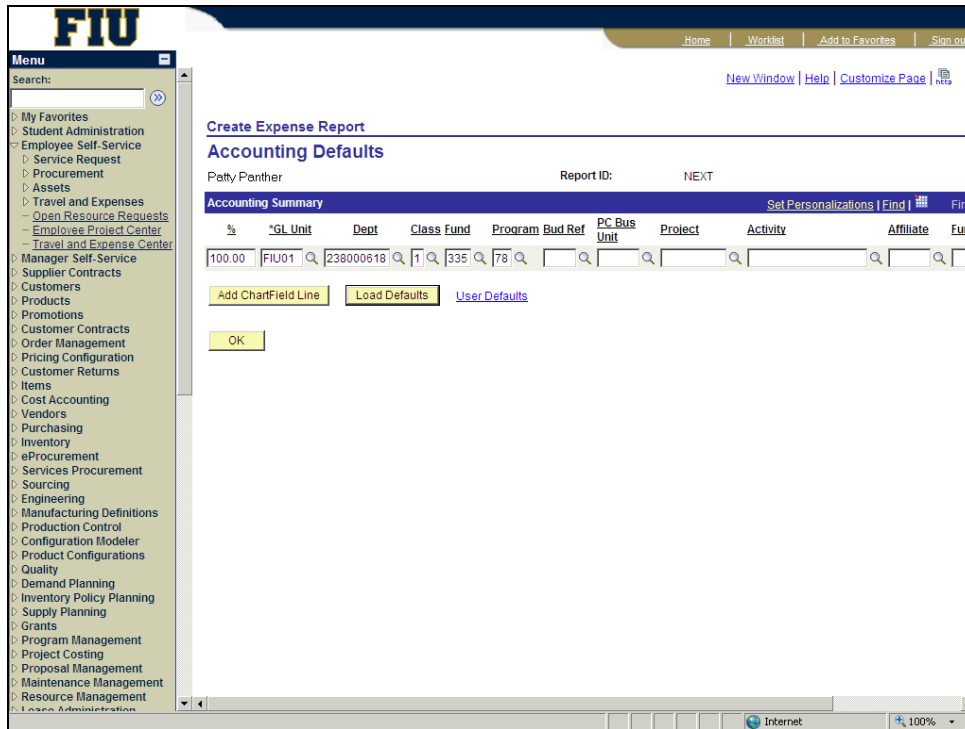 FIU
Home | Worklist | Add to Favorites | Sign ou
Menu
Search:
New Window | Help | Customize Page | http
My Favorites
Student Administration
Employee Self-Service
Service Request
Procurement
Assets
Travel and Expenses
Open Resource Requests
Employee Project Center
Travel and Expense Center
Manager Self-Service
Supplier Contracts
Customers
Products
Promotions
Customer Contracts
Order Management
Pricing Configuration
Customer Returns
Items
Cost Accounting
Vendors
Purchasing
Inventory
eProcurement
Services Procurement
Sourcing
Engineering
Manufacturing Definitions
Production Control
Configuration Modeler
Product Configurations
Quality
Demand Planning
Inventory Policy Planning
Supply Planning
Grants
Program Management
Project Costing
Proposal Management
Maintenance Management
Resource Management
Lease Administration
Create Expense Report
Accounting Defaults
Patty Panther Report ID: NEXT
Accounting Summary Set Personalizations | Find | Fir
% *GL Unit Dept Class Fund Program Bud Ref PC Bus Unit Project Activity Affiliate Fu
100.00 FIU01 238000618 1 335 78
Add ChartField Line Load Defaults User Defaults
OK
Internet 100%